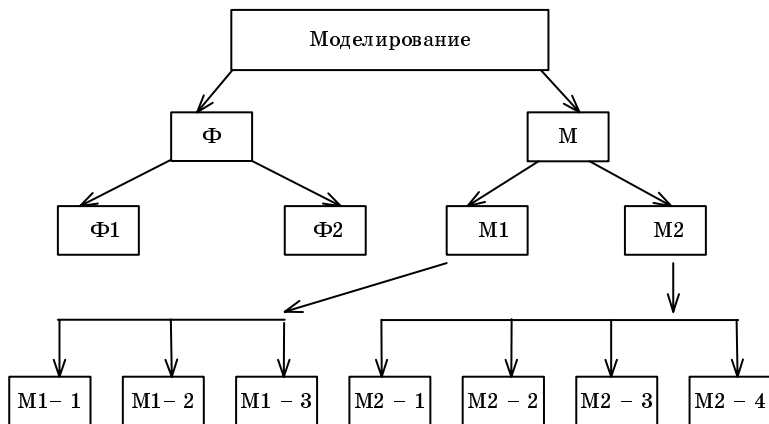 Моделирование
Ф
М
Ф1
Ф2
М1
М2
М1– 1
М1– 2
М1 – 3
М2 – 1
М2 – 2
М2 – 3
М2 – 4